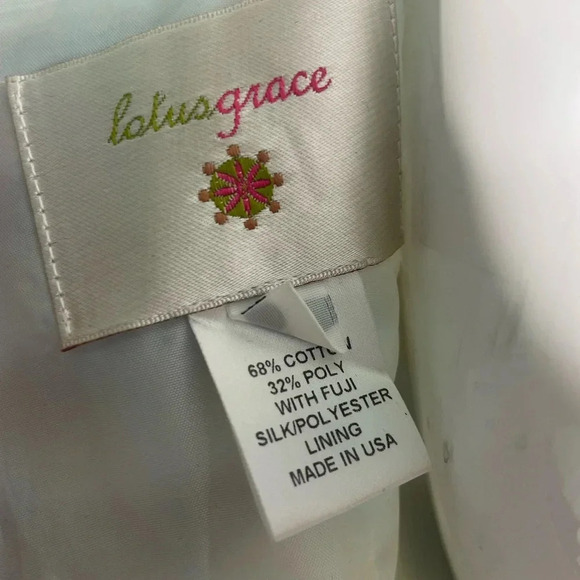 lotusgrace
68% COTTON
32% POLY
WITH FUJI
SILK/POLYESTER
LINING
MADE IN USA